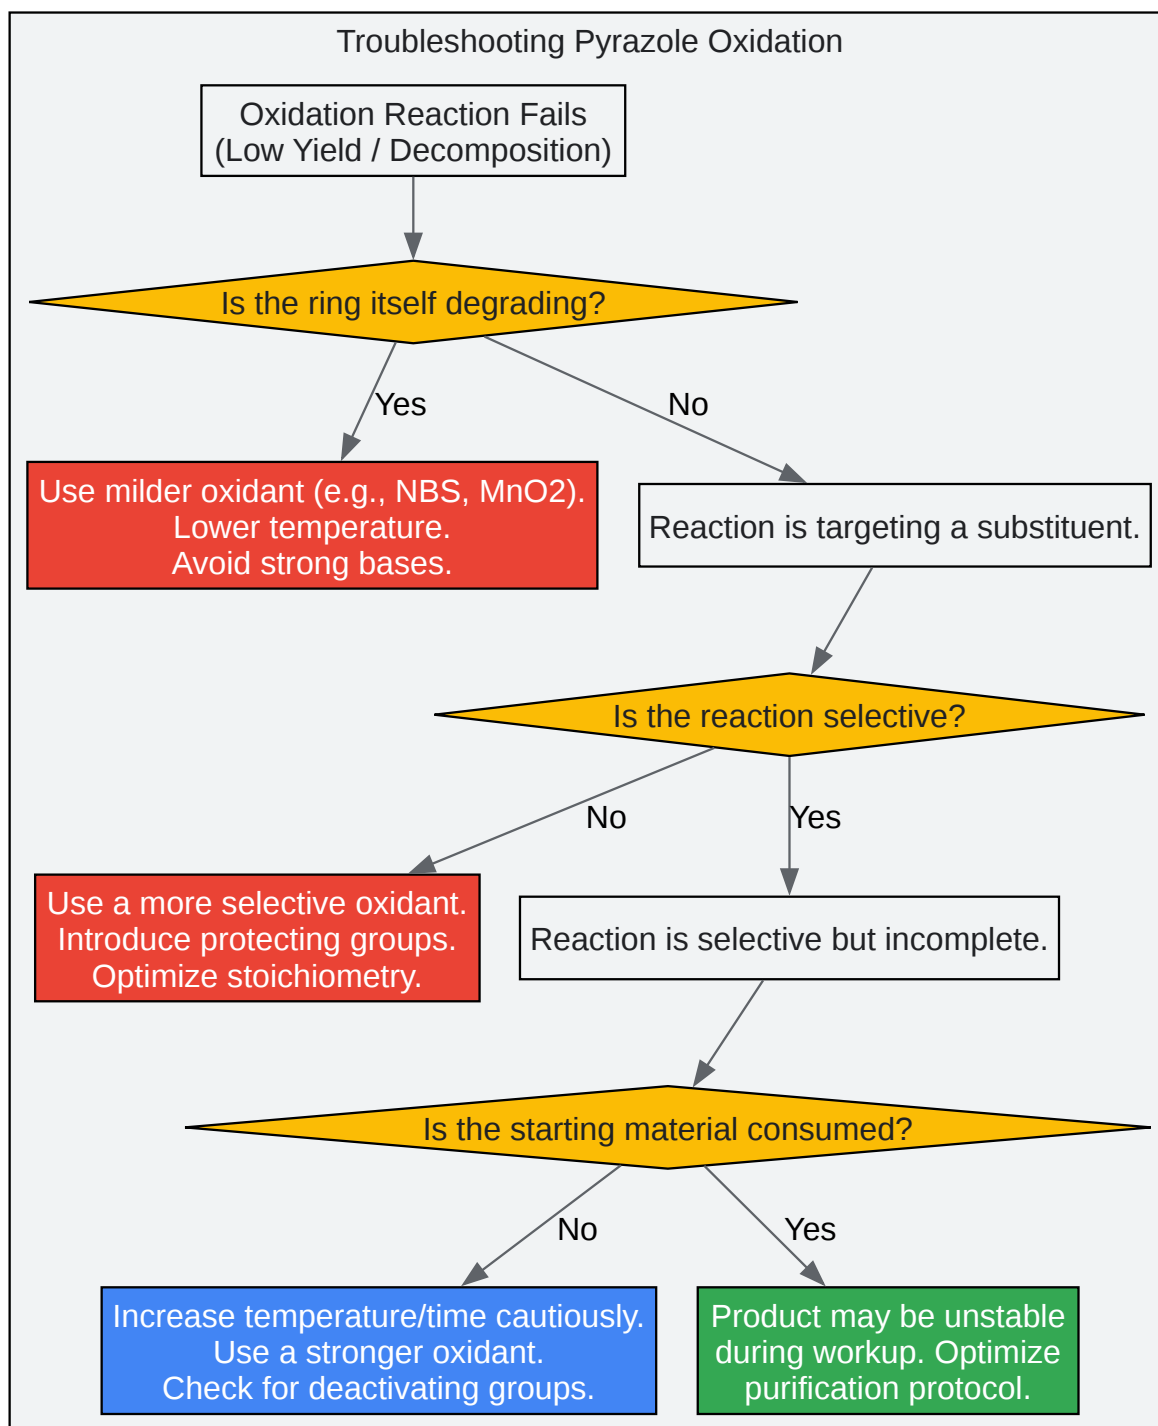 Troubleshooting Pyrazole Oxidation
Oxidation Reaction Fails
(Low Yield / Decomposition)
Is the ring itself degrading?
Yes
No
Use milder oxidant (e.g., NBS, MnO2).
Lower temperature.
Avoid strong bases.
Reaction is targeting a substituent.
Is the reaction selective?
No
Yes
Use a more selective oxidant.
Introduce protecting groups.
Optimize stoichiometry.
Reaction is selective but incomplete.
Is the starting material consumed?
No
Yes
Increase temperature/time cautiously.
Use a stronger oxidant.
Check for deactivating groups.
Product may be unstable
during workup. Optimize
purification protocol.